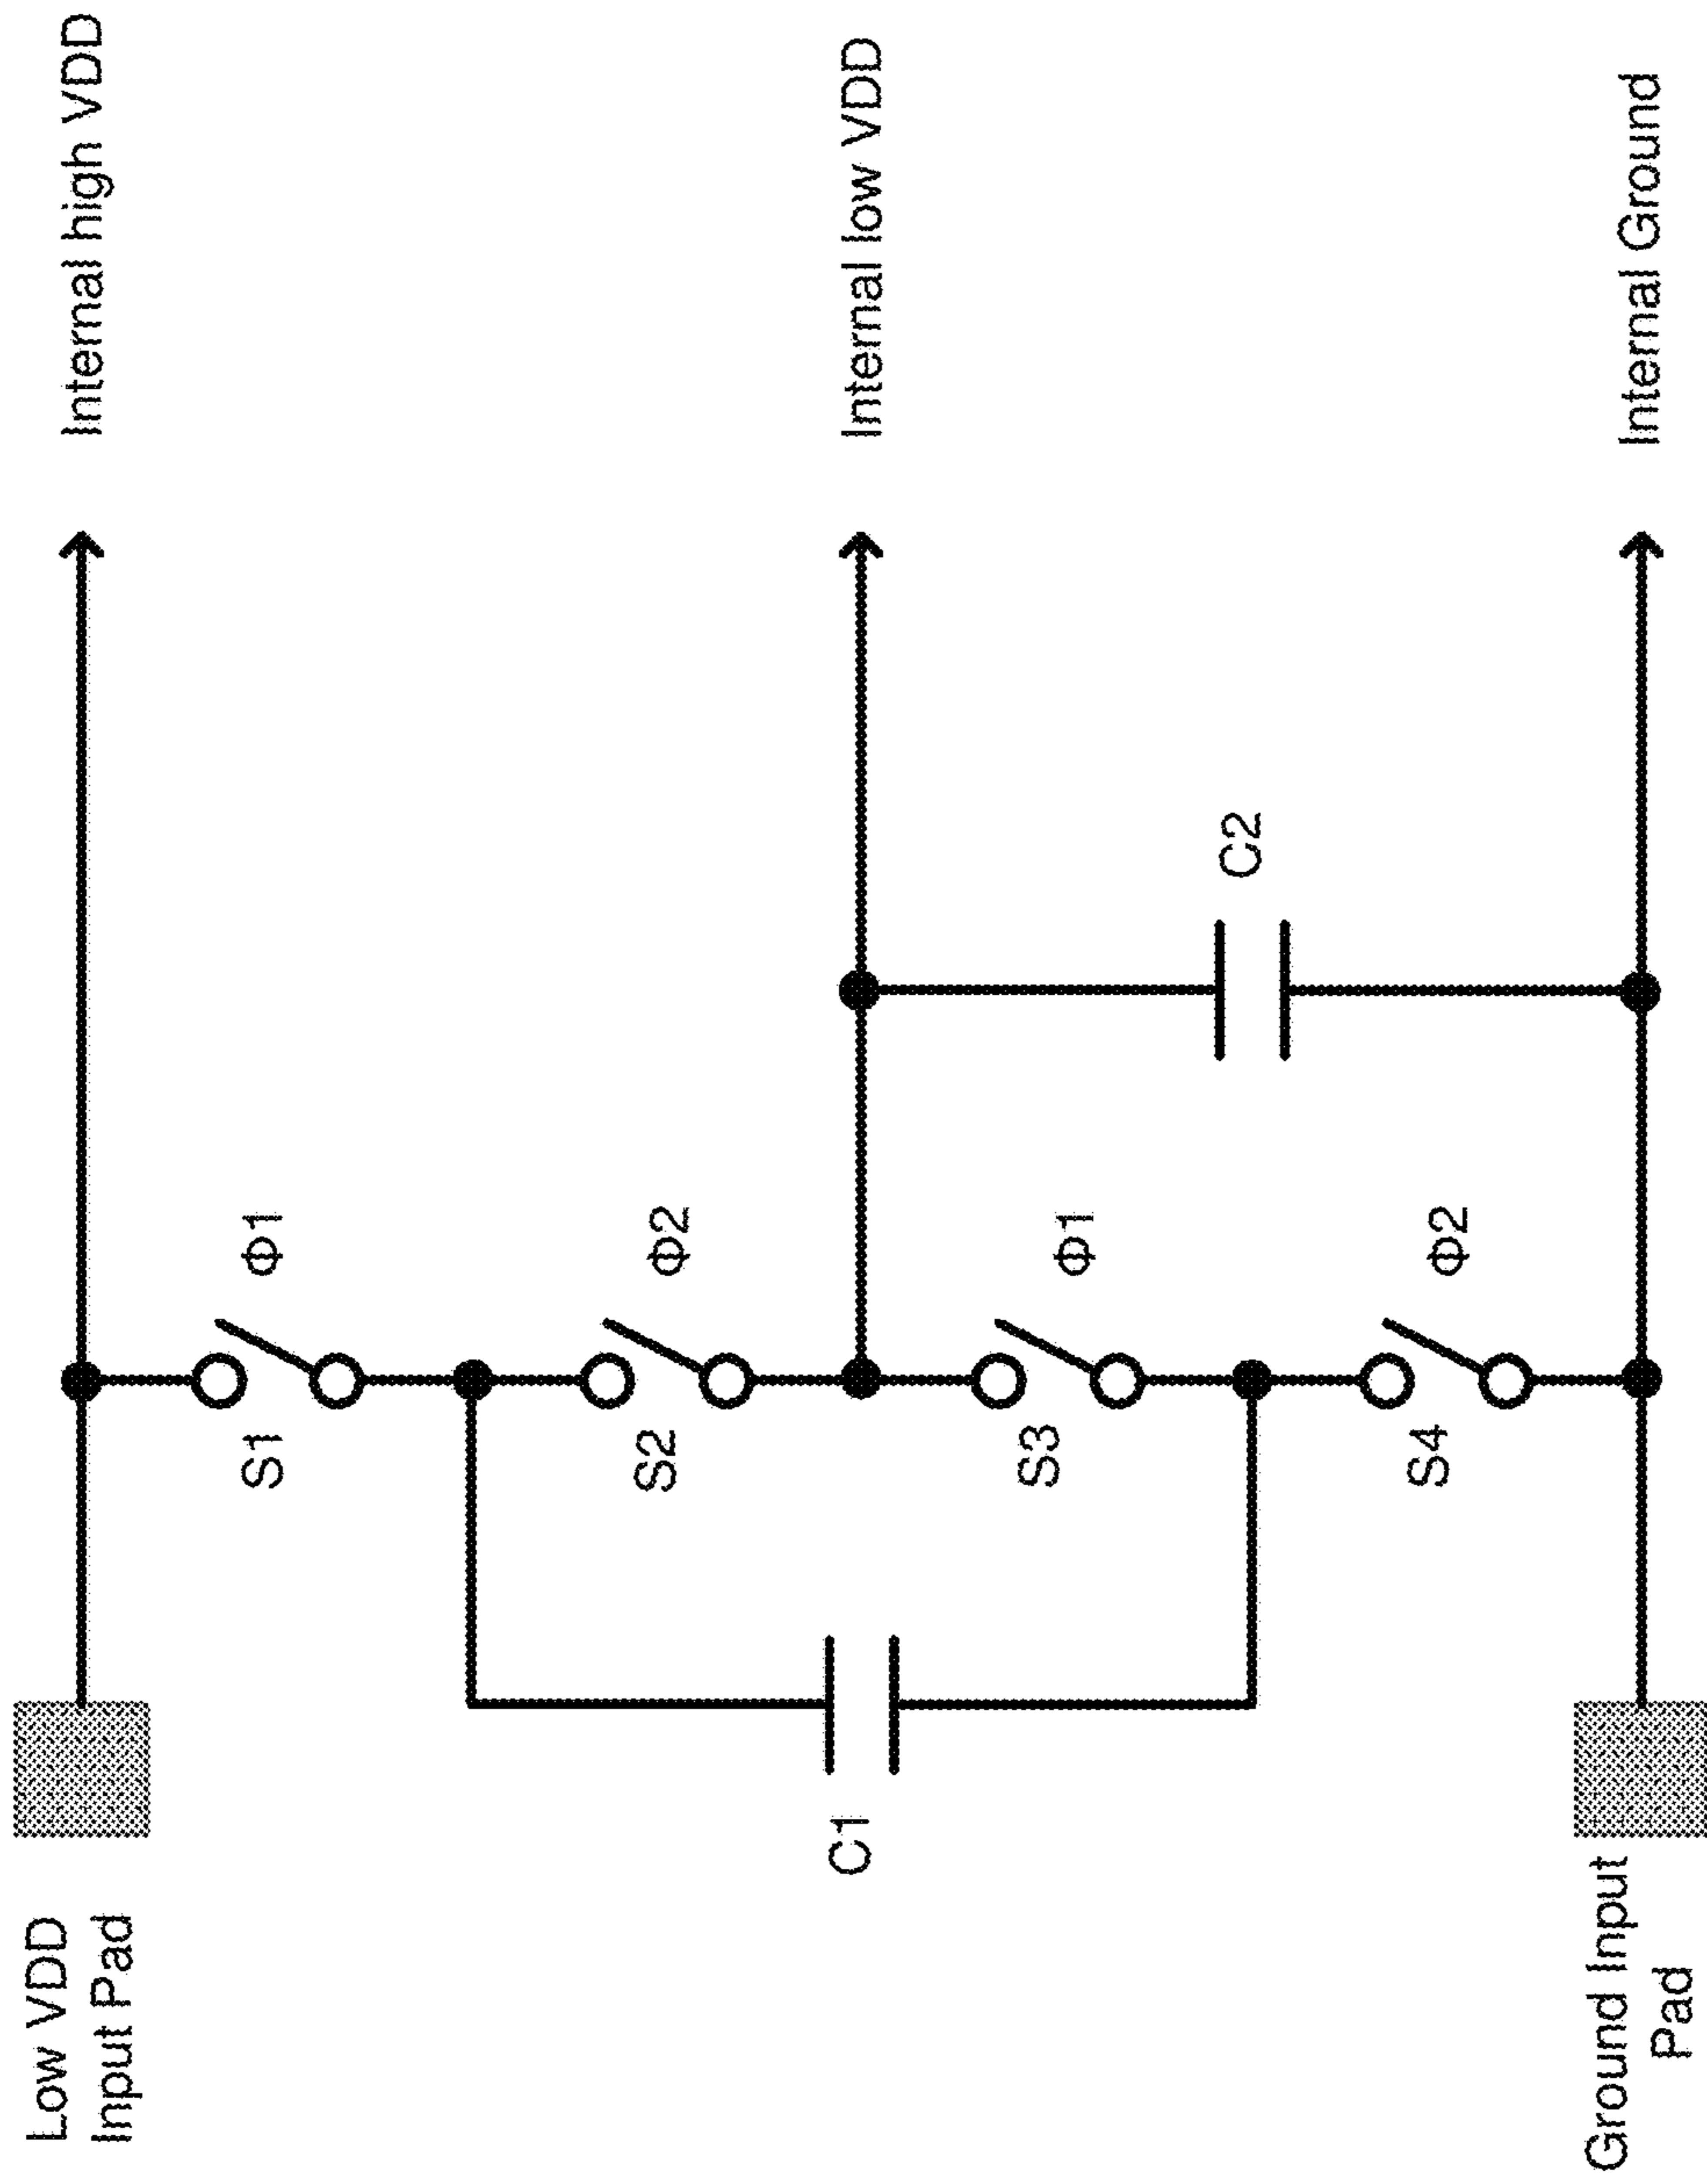 Low VDD
Input Pad
Internal high VDD
S1
Φ1
S2
Φ2
C1
Internal low VDD
S3
Φ1
C2
S4
Φ2
Ground Input
Pad
Internal Ground